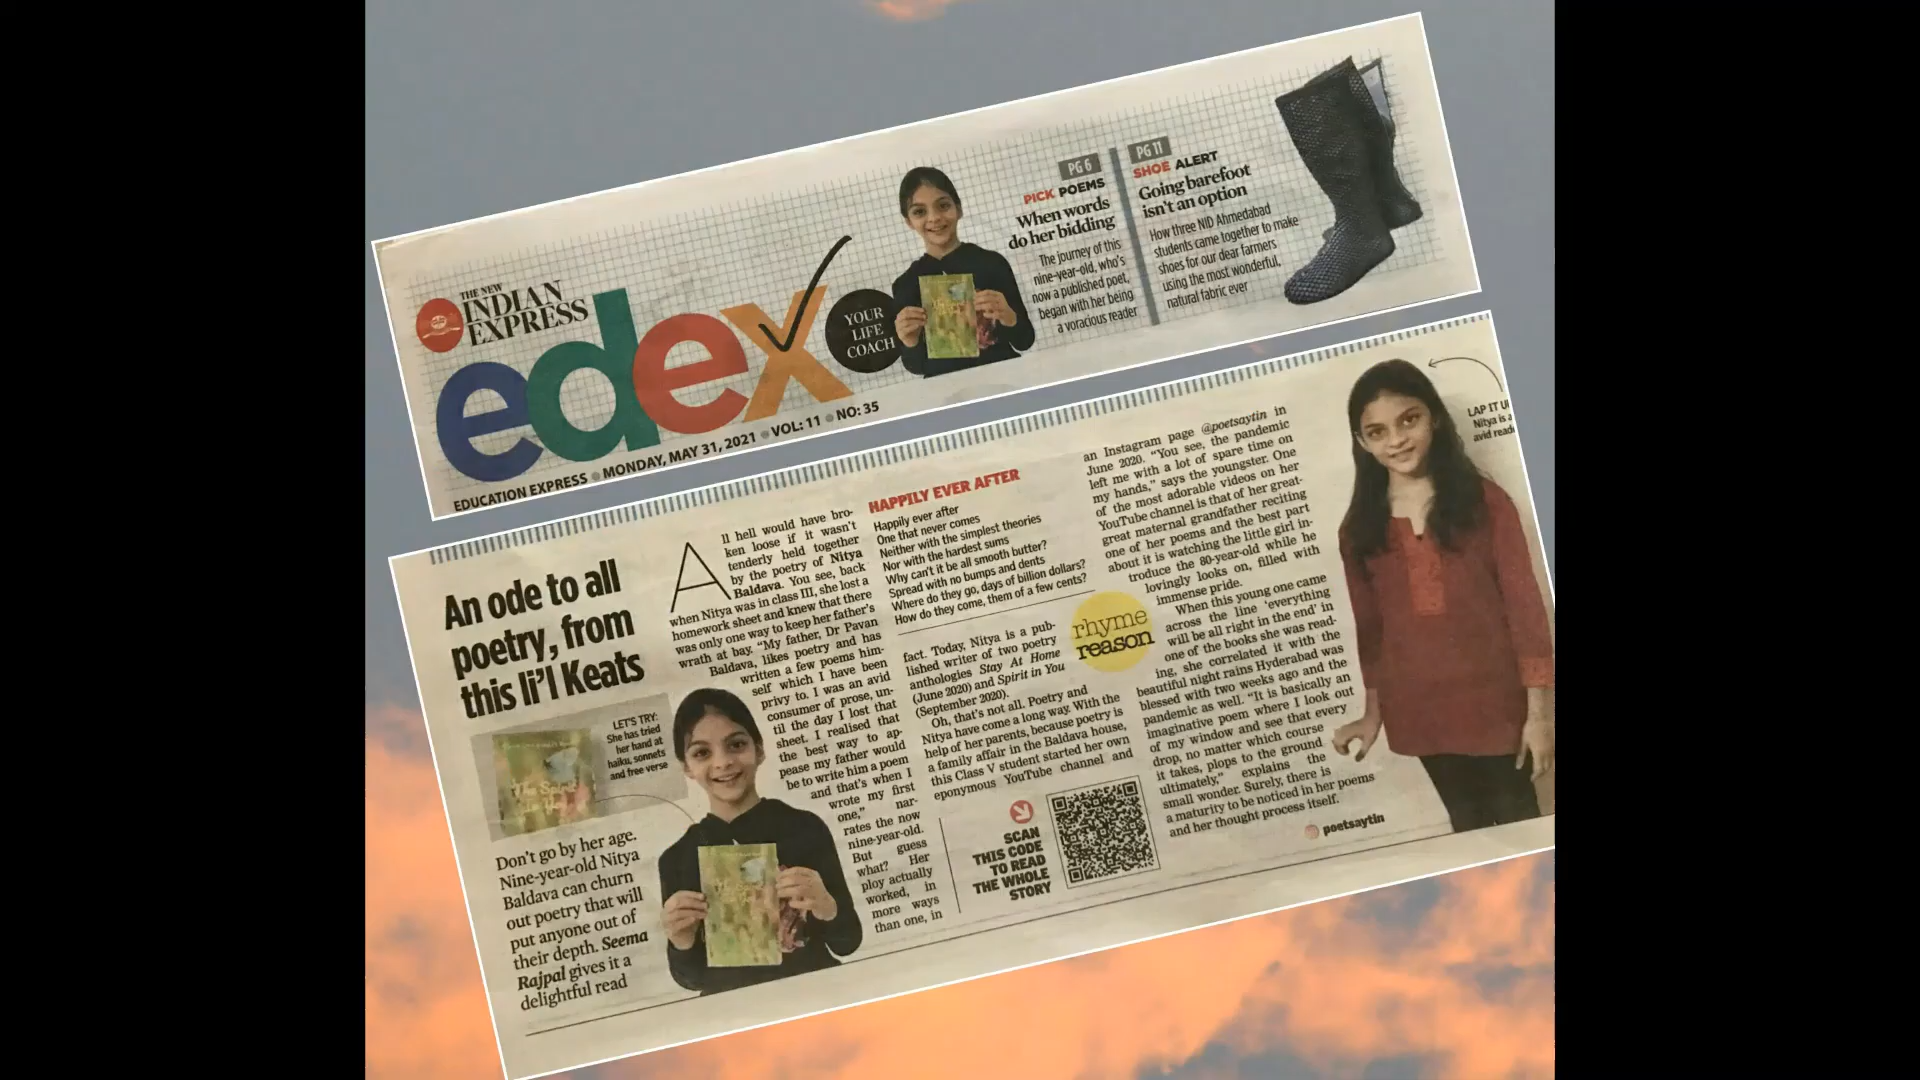 THE NEW
INDIAN
EXPRESS
edex
YOUR
LIFE
COACH
EDUCATION EXPRESS MONDAY, MAY 31, 2021 VOL: 11 NO: 35
PG 6
PICK POEMS
When words
do her bidding
The journey of this
nine-year-old, who's
now a published poet,
began with her being
a voracious reader
PG 11
SHOE ALERT
Going barefoot
isn't an option
How three NID Ahmedabad
students came together to make
shoes for our dear farmers
using the most wonderful,
natural fabric ever
An ode to all
poetry, from
this li'l Keats
LET'S TRY:
She has tried
her hand at
haiku, sonnets
and free verse
The Spirit
In You
Don't go by her age.
Nine-year-old Nitya
Baldava can churn
out poetry that will
put anyone out of
their depth. Seema
Rajpal gives it a
delightful read
All hell would have bro-
ken loose if it wasn't
tenderly held together
by the poetry of Nitya
Baldava. You see, back
when Nitya was in class III, she lost a
homework sheet and knew that there
was only one way to keep her father's
wrath at bay. “My father, Dr Pavan
Baldava, likes poetry and has
written a few poems him-
self which I have been
privy to. I was an avid
consumer of prose, un-
til the day I lost that
sheet. I realised that
the best way to ap-
pease my father would
be to write him a poem
and that's when I
wrote my first
one,” nar-
rates the now
nine-year-old.
But guess
what? Her
ploy actually
worked, in
more ways
than one, in
HAPPILY EVER AFTER
Happily ever after
One that never comes
Neither with the simplest theories
Nor with the hardest sums
Why can't it be all smooth butter?
Spread with no bumps and dents
Where do they go, days of billion dollars?
How do they come, them of a few cents?
fact. Today, Nitya is a pub-
lished writer of two poetry
anthologies Stay At Home
(June 2020) and Spirit in You
(September 2020).
Oh, that's not all. Poetry and
Nitya have come a long way. With the
help of her parents, because poetry is
a family affair in the Baldava house,
this Class V student started her own
eponymous YouTube channel and
rhyme
reason
SCAN
THIS CODE
TO READ
THE WHOLE
STORY
an Instagram page @poetsaytin in
June 2020. “You see, the pandemic
left me with a lot of spare time on
my hands,” says the youngster. One
of the most adorable videos on her
YouTube channel is that of her great-
great maternal grandfather reciting
one of her poems and the best part
about it is watching the little girl in-
troduce the 80-year-old while he
lovingly looks on, filled with
immense pride.
When this young one came
across the line ‘everything
will be all right in the end’ in
one of the books she was read-
ing, she correlated it with the
beautiful night rains Hyderabad was
blessed with two weeks ago and the
pandemic as well. “It is basically an
imaginative poem where I look out
of my window and see that every
drop, no matter which course
it takes, plops to the ground
ultimately,” explains the
small wonder. Surely, there is
a maturity to be noticed in her poems
and her thought process itself.
poetsaytin
LAP IT U
Nitya is a
avid read